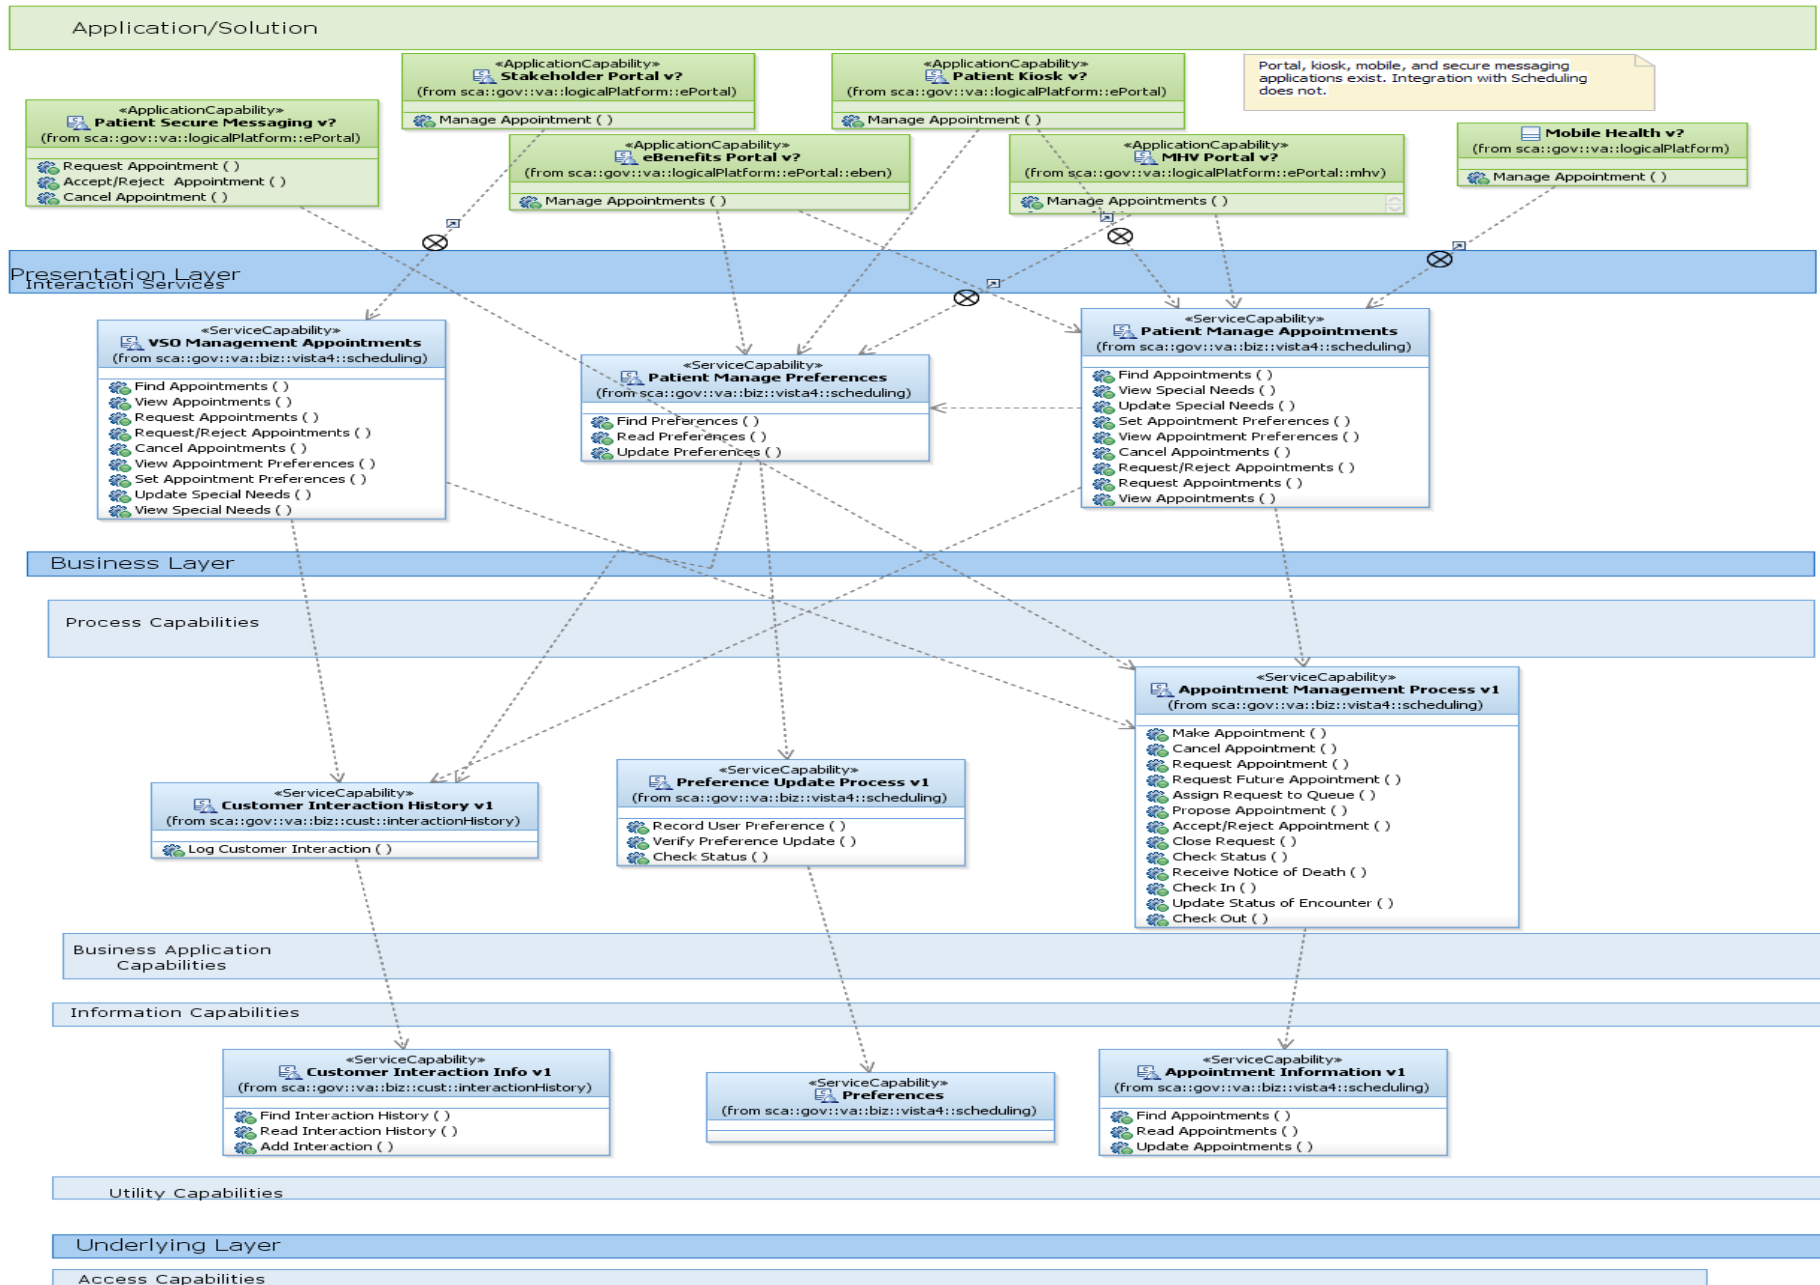 Application/Solution
«ApplicationCapability»
Stakeholder Portal v?
(from sca::gov::va::logicalPlatform::ePortal)
Manage Appointment ( )
«ApplicationCapability»
Patient Kiosk v?
(from sca::gov::va::logicalPlatform::ePortal)
Manage Appointment ( )
Portal, kiosk, mobile, and secure messaging
applications exist. Integration with Scheduling
does not.
«ApplicationCapability»
Patient Secure Messaging v?
(from sca::gov::va::logicalPlatform::ePortal)
Request Appointment ( )
Accept/Reject  Appointment ( )
Cancel Appointment ( )
«ApplicationCapability»
eBenefits Portal v?
(from sca::gov::va::logicalPlatform::ePortal::eben)
Manage Appointments ( )
«ApplicationCapability»
MHV Portal v?
(from sca::gov::va::logicalPlatform::ePortal::mhv)
Manage Appointments ( )
Mobile Health v?
(from sca::gov::va::logicalPlatform)
Manage Appointment ( )
Presentation Layer
Interaction Services
«ServiceCapability»
VSO Management Appointments
(from sca::gov::va::biz::vista4::scheduling)
Find Appointments ( )
View Appointments ( )
Request Appointments ( )
Request/Reject Appointments ( )
Cancel Appointments ( )
View Appointment Preferences ( )
Set Appointment Preferences ( )
Update Special Needs ( )
View Special Needs ( )
«ServiceCapability»
Patient Manage Preferences
(from sca::gov::va::biz::vista4::scheduling)
Find Preferences ( )
Read Preferences ( )
Update Preferences ( )
«ServiceCapability»
Patient Manage Appointments
(from sca::gov::va::biz::vista4::scheduling)
Find Appointments ( )
View Special Needs ( )
Update Special Needs ( )
Set Appointment Preferences ( )
View Appointment Preferences ( )
Cancel Appointments ( )
Request/Reject Appointments ( )
Request Appointments ( )
View Appointments ( )
Business Layer
Process Capabilities
«ServiceCapability»
Customer Interaction History v1
(from sca::gov::va::biz::cust::interactionHistory)
Log Customer Interaction ( )
«ServiceCapability»
Preference Update Process v1
(from sca::gov::va::biz::vista4::scheduling)
Record User Preference ( )
Verify Preference Update ( )
Check Status ( )
«ServiceCapability»
Appointment Management Process v1
(from sca::gov::va::biz::vista4::scheduling)
Make Appointment ( )
Cancel Appointment ( )
Request Appointment ( )
Request Future Appointment ( )
Assign Request to Queue ( )
Propose Appointment ( )
Accept/Reject Appointment ( )
Close Request ( )
Check Status ( )
Receive Notice of Death ( )
Check In ( )
Update Status of Encounter ( )
Check Out ( )
Business Application
Capabilities
Information Capabilities
«ServiceCapability»
Customer Interaction Info v1
(from sca::gov::va::biz::cust::interactionHistory)
Find Interaction History ( )
Read Interaction History ( )
Add Interaction ( )
«ServiceCapability»
Preferences
(from sca::gov::va::biz::vista4::scheduling)
«ServiceCapability»
Appointment Information v1
(from sca::gov::va::biz::vista4::scheduling)
Find Appointments ( )
Read Appointments ( )
Update Appointments ( )
Utility Capabilities
Underlying Layer
Access Capabilities